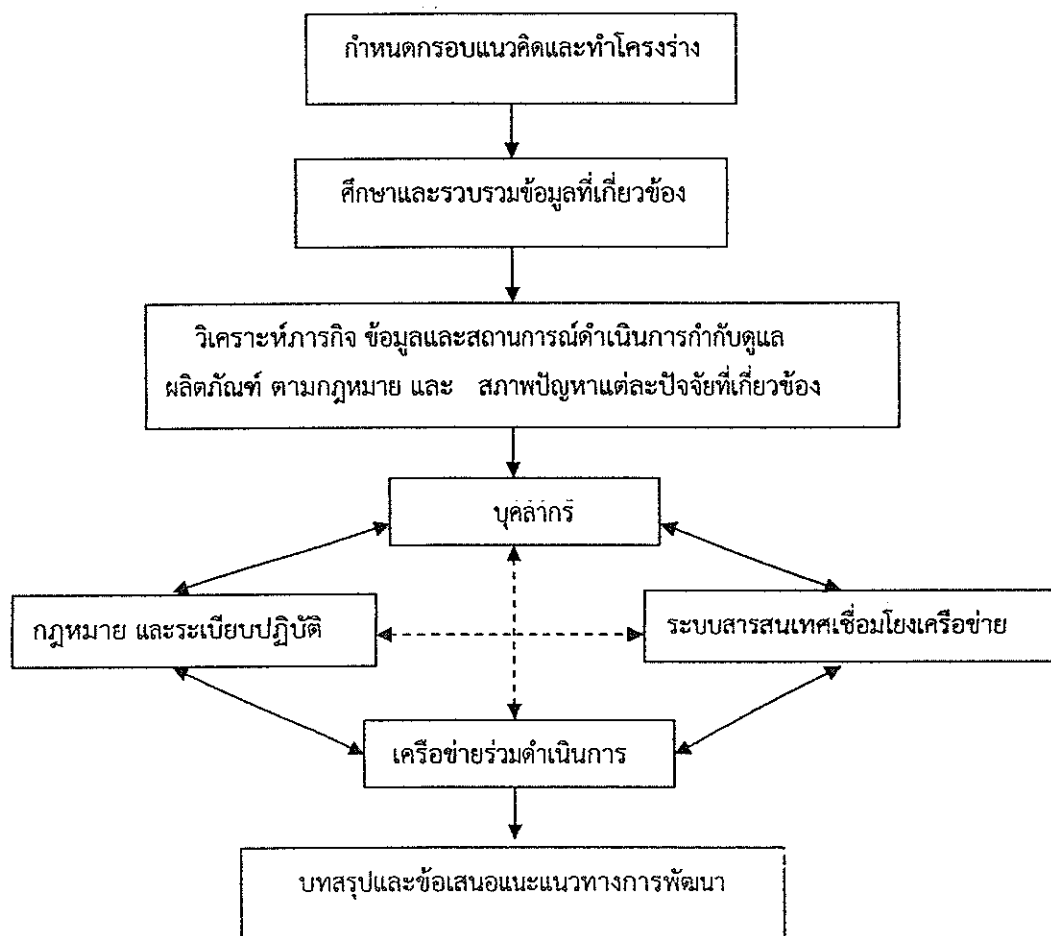 กำหนดกรอบแนวคิดและทำโครงร่าง
ศึกษาและรวบรวมข้อมูลที่เกี่ยวข้อง
วิเคราะห์ภารกิจ ข้อมูลและสถานการณ์ดำเนินการกำกับดูแล
ผลิตภัณฑ์ ตามกฎหมาย และ สภาพปัญหาแต่ละปัจจัยที่เกี่ยวข้อง
บุคลากร
กฎหมาย และระเบียบปฏิบัติ
ระบบสารสนเทศเชื่อมโยงเครือข่าย
เครือข่ายร่วมดำเนินการ
บทสรุปและข้อเสนอแนะแนวทางการพัฒนา